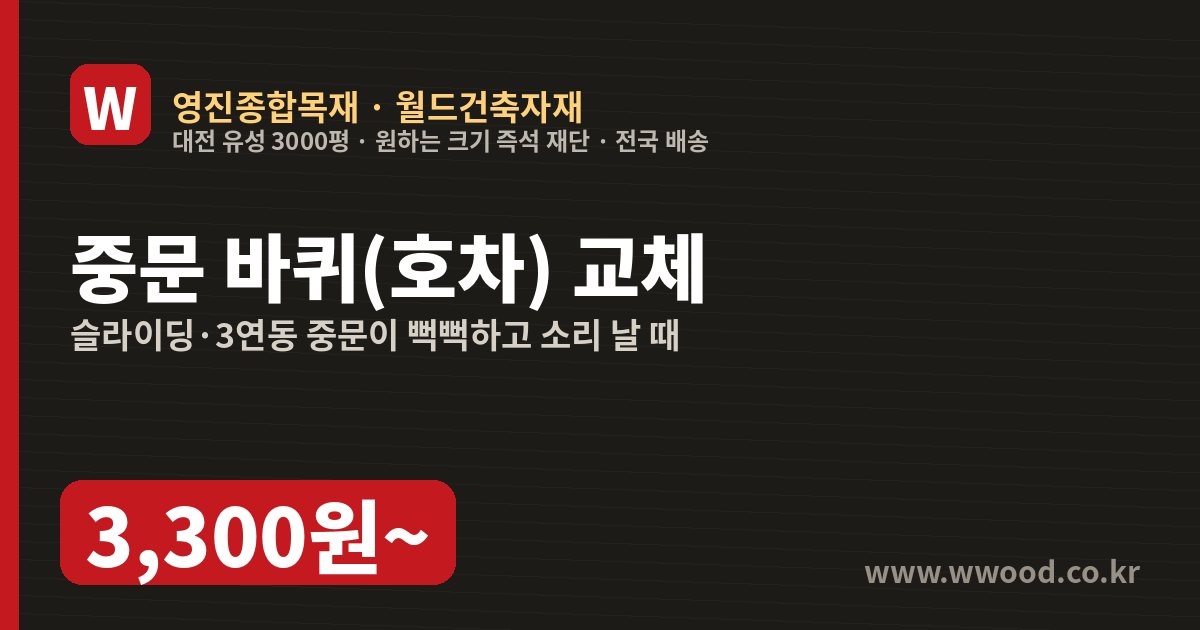 W
영진종합목재 · 월드건축자재
대전 유성 3000평 · 원하는 크기 즉석 재단 · 전국 배송
중문 바퀴(호차) 교체
슬라이딩·3연동 중문이 뻑뻑하고 소리 날 때
3,300원~
www.wwood.co.kr